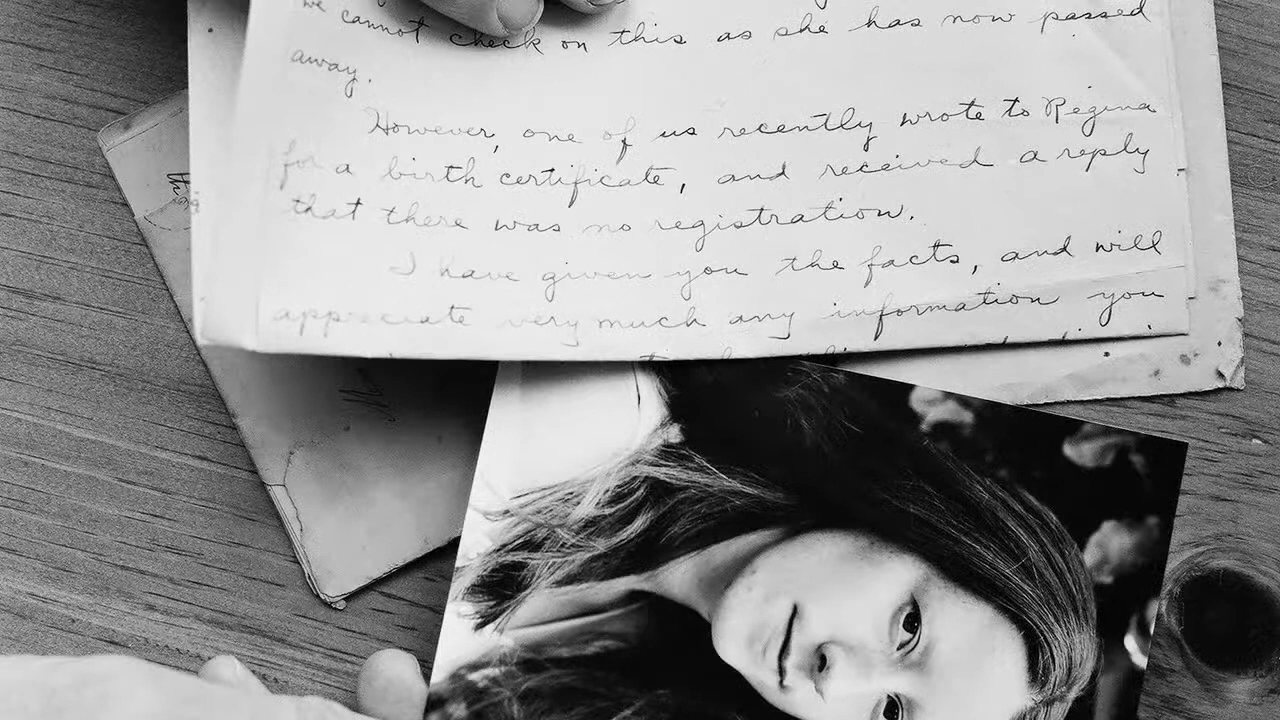 we cannot check on this as she has now passed
away.
However, one of us recently wrote to Regina
for a birth certificate, and received a reply
that there was no registration.
I have given you the facts, and will
appreciate very much any information you